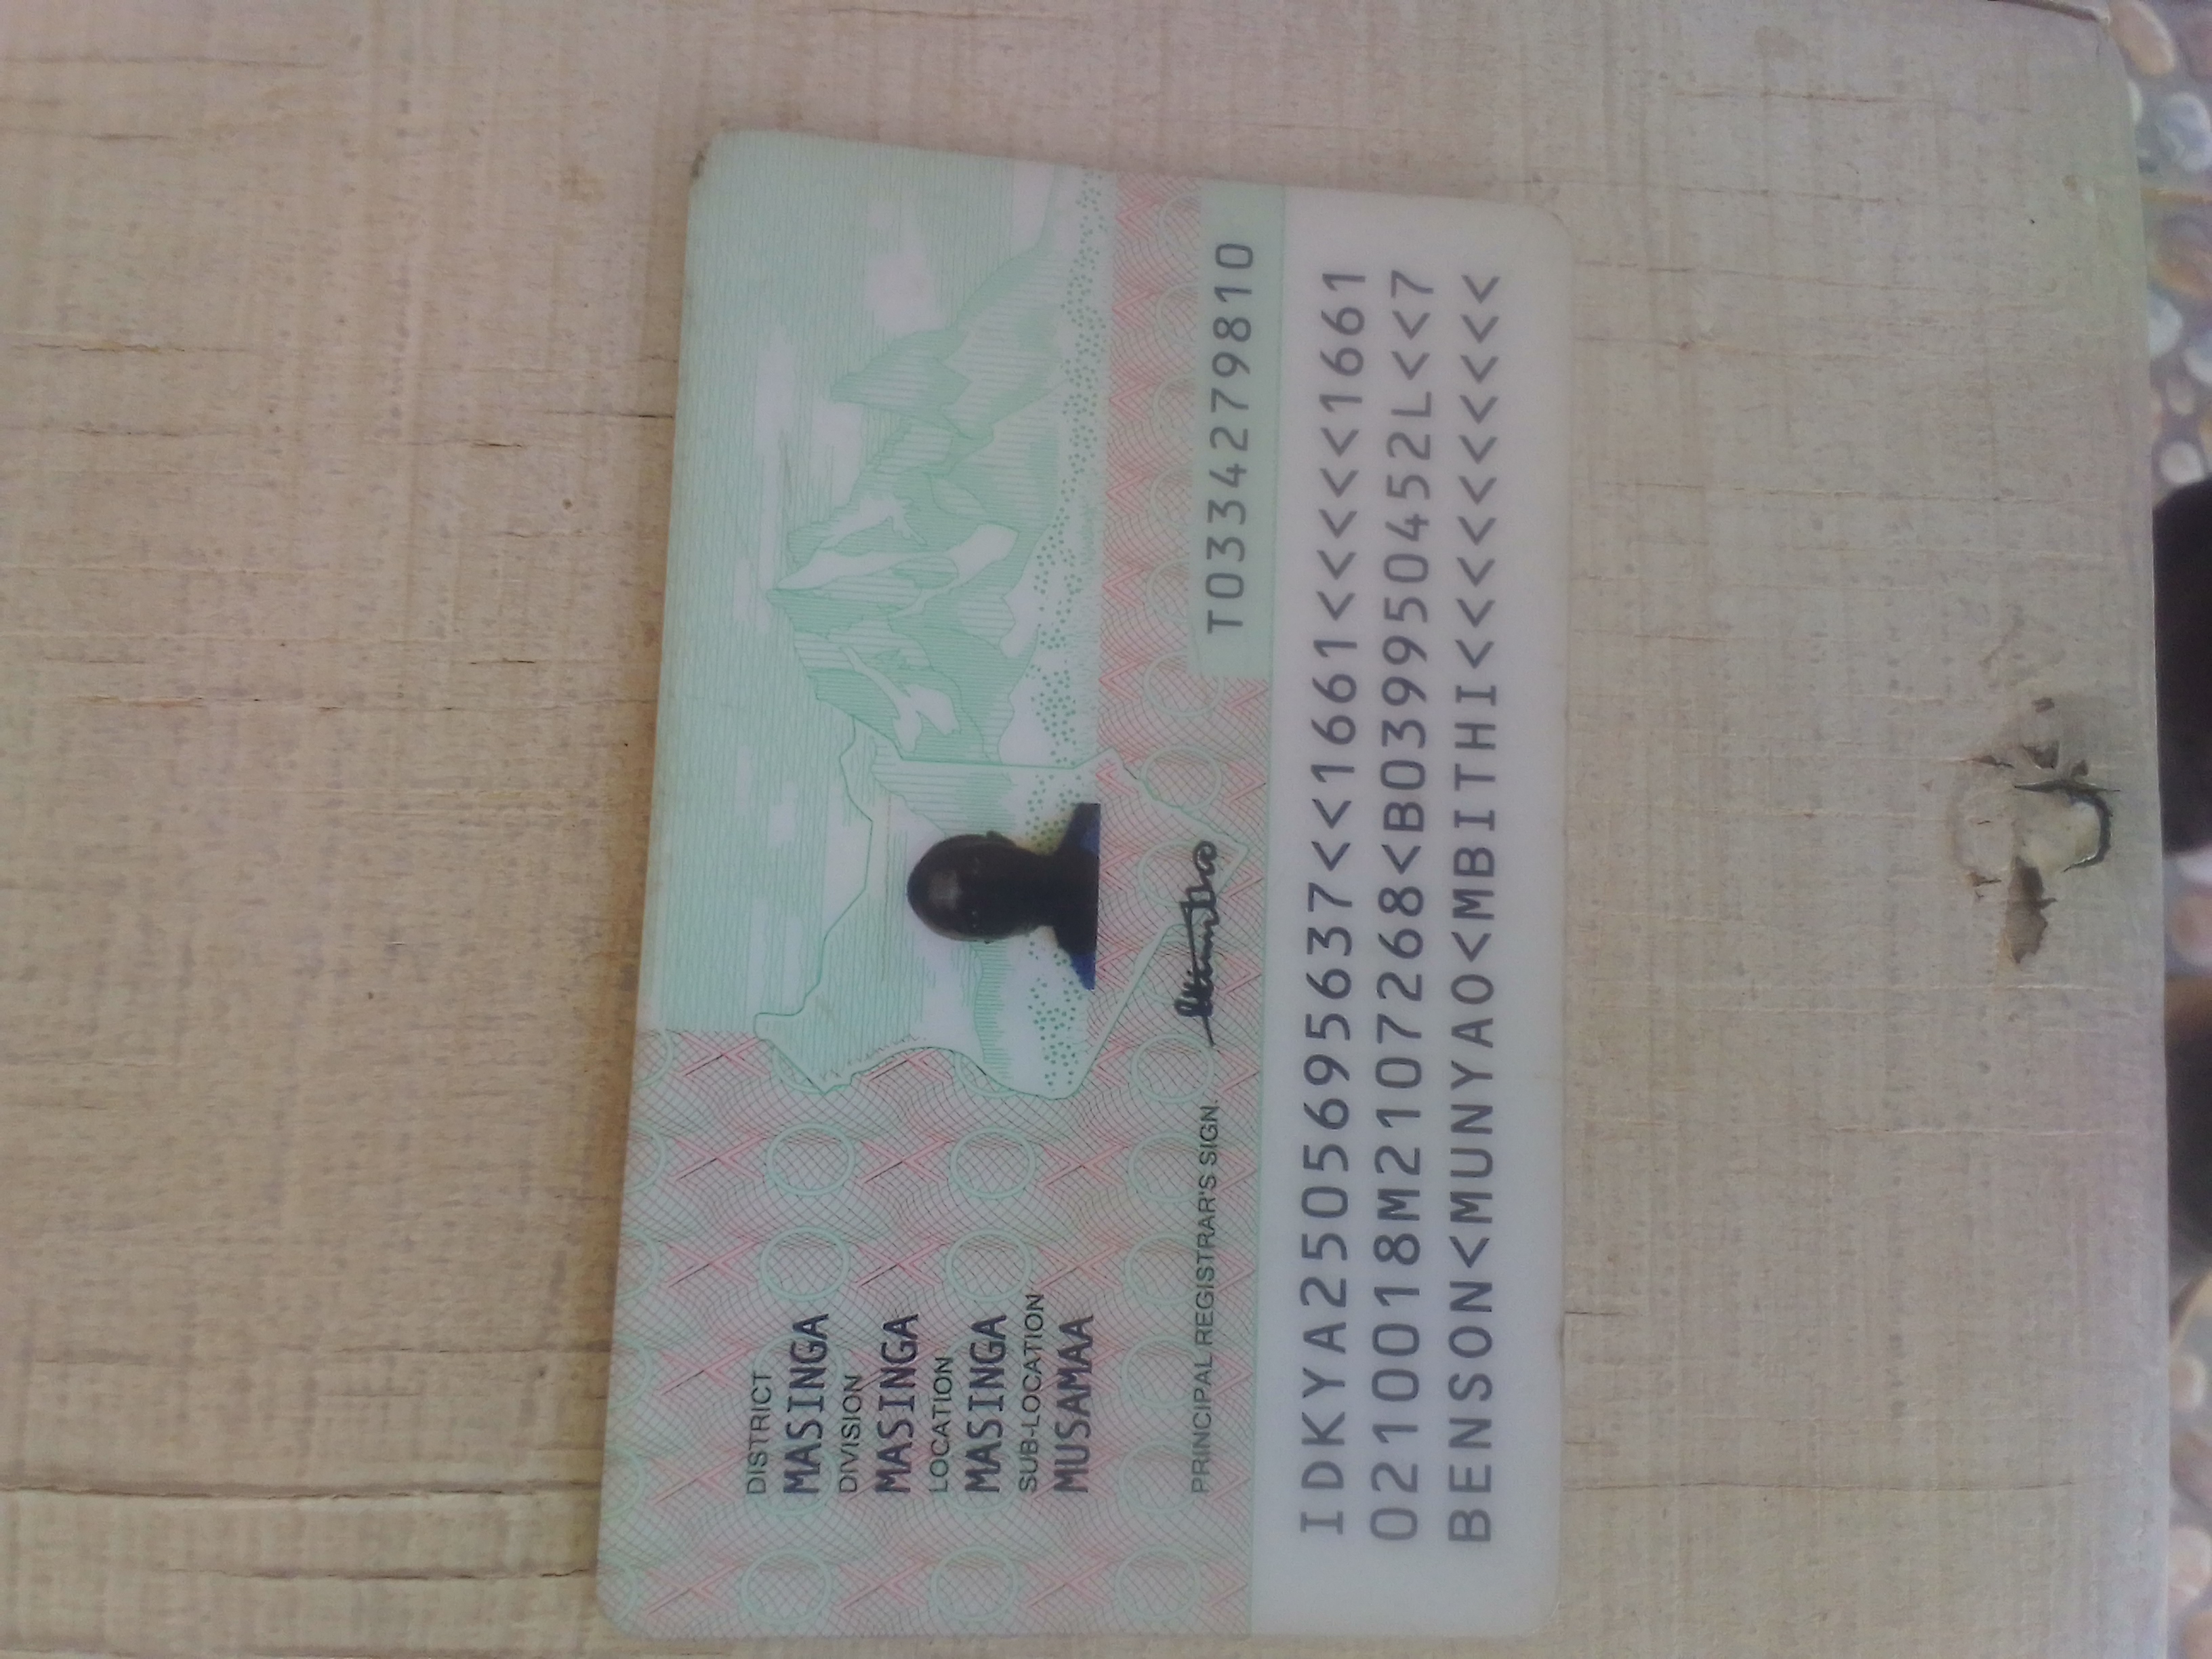 DISTRICT
MASINGA
DIVISION
MASINGA
LOCATION
MASINGA
SUB-LOCATION
MUSAMAA
PRINCIPAL REGISTRAR'S SIGN.
T0334279810
IDKYA2505695637<<1661<<<<<1661
0210018M2107268<B039950452L<<7
BENSON<MUNYAO<MBITHI<<<<<<<<<<